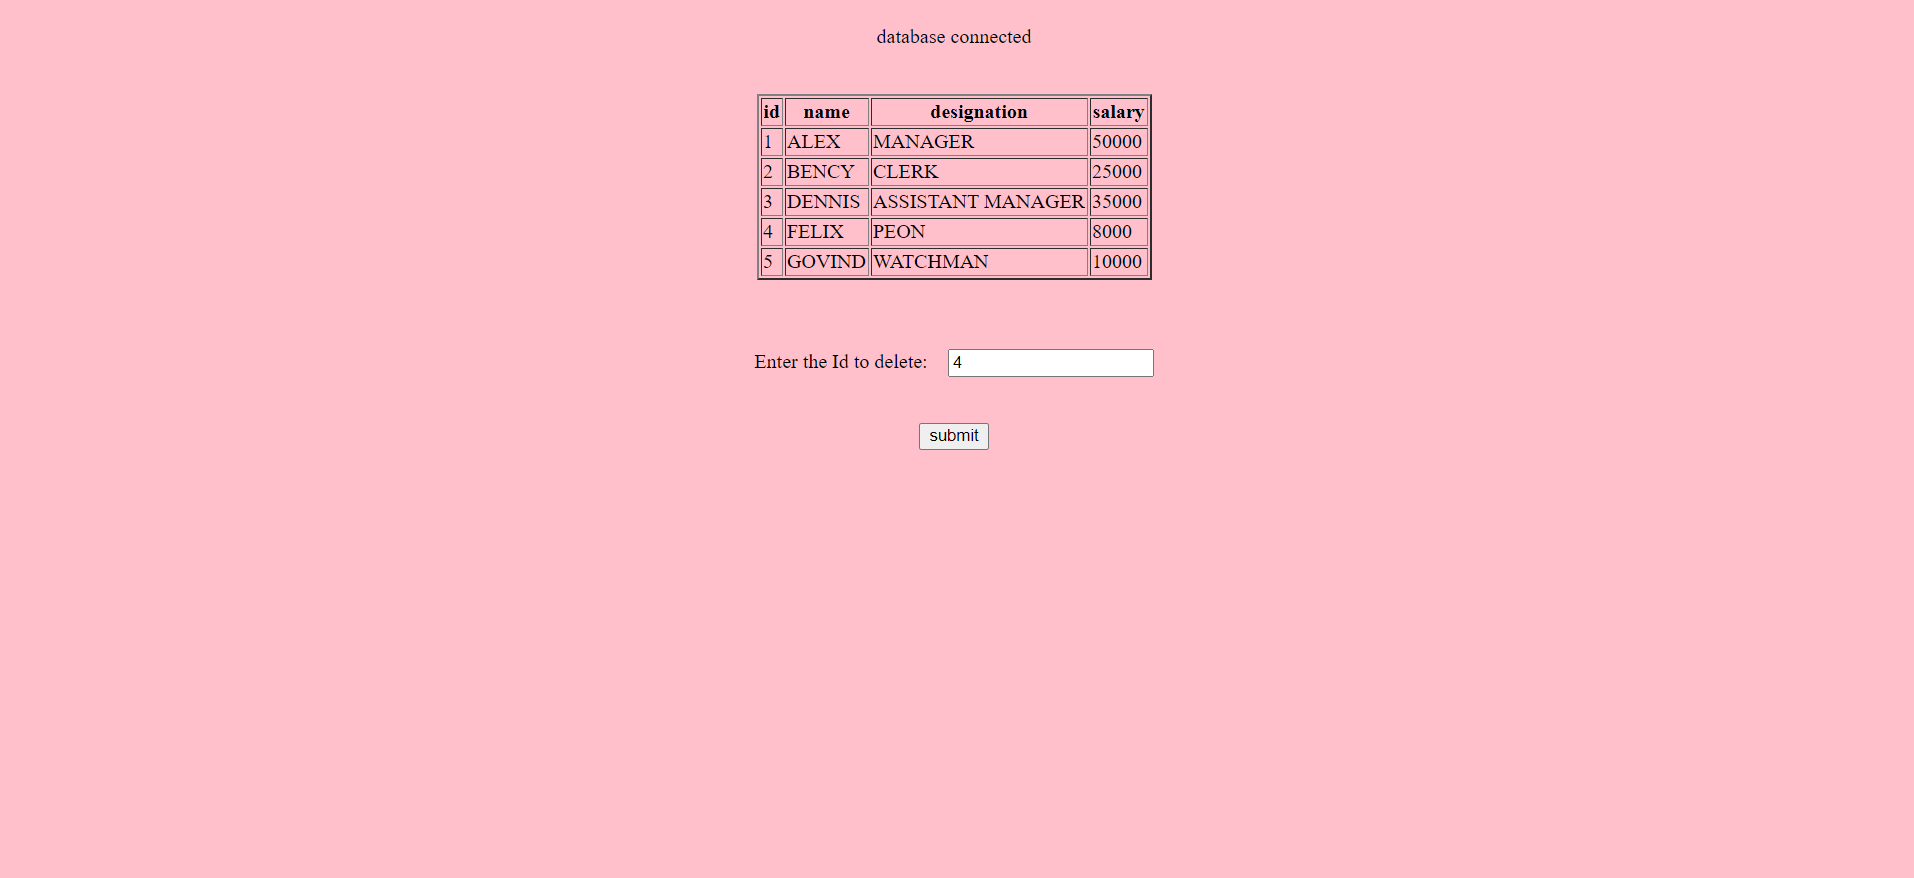 database connected
id name designation salary
1 ALEX MANAGER 50000
2 BENCY CLERK 25000
3 DENNIS ASSISTANT MANAGER 35000
4 FELIX PEON 8000
5 GOVIND WATCHMAN 10000
Enter the Id to delete: 4
submit